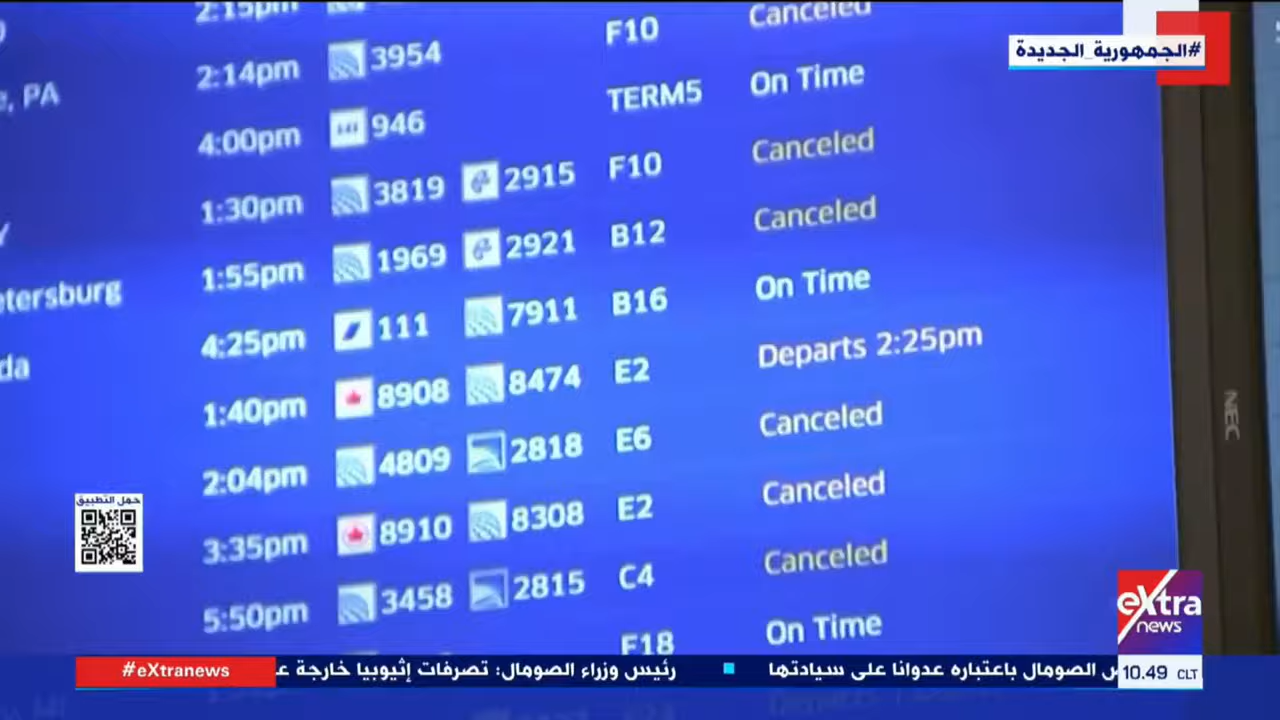 #الجمهورية_الجديدة
2:15pm
, PA 2:14pm 3954 F10 Canceled
4:00pm 946 TERM5 On Time
1:30pm 3819 2915 F10 Canceled
etersburg 1:55pm 1969 2921 B12 Canceled
da 4:25pm 111 7911 B16 On Time
1:40pm 8908 8474 E2 Departs 2:25pm
2:04pm 4809 2818 E6 Canceled
3:35pm 8910 8308 E2 Canceled
5:50pm 3458 2815 C4 Canceled
F18 On Time
NEC
حمل التطبيق
eXtra
news
10.49 CLT
ض الصومال باعتباره عدوانا على سيادتها ■ رئيس وزراء الصومال: تصرفات إثيوبيا خارجة عـ
#eXtranews